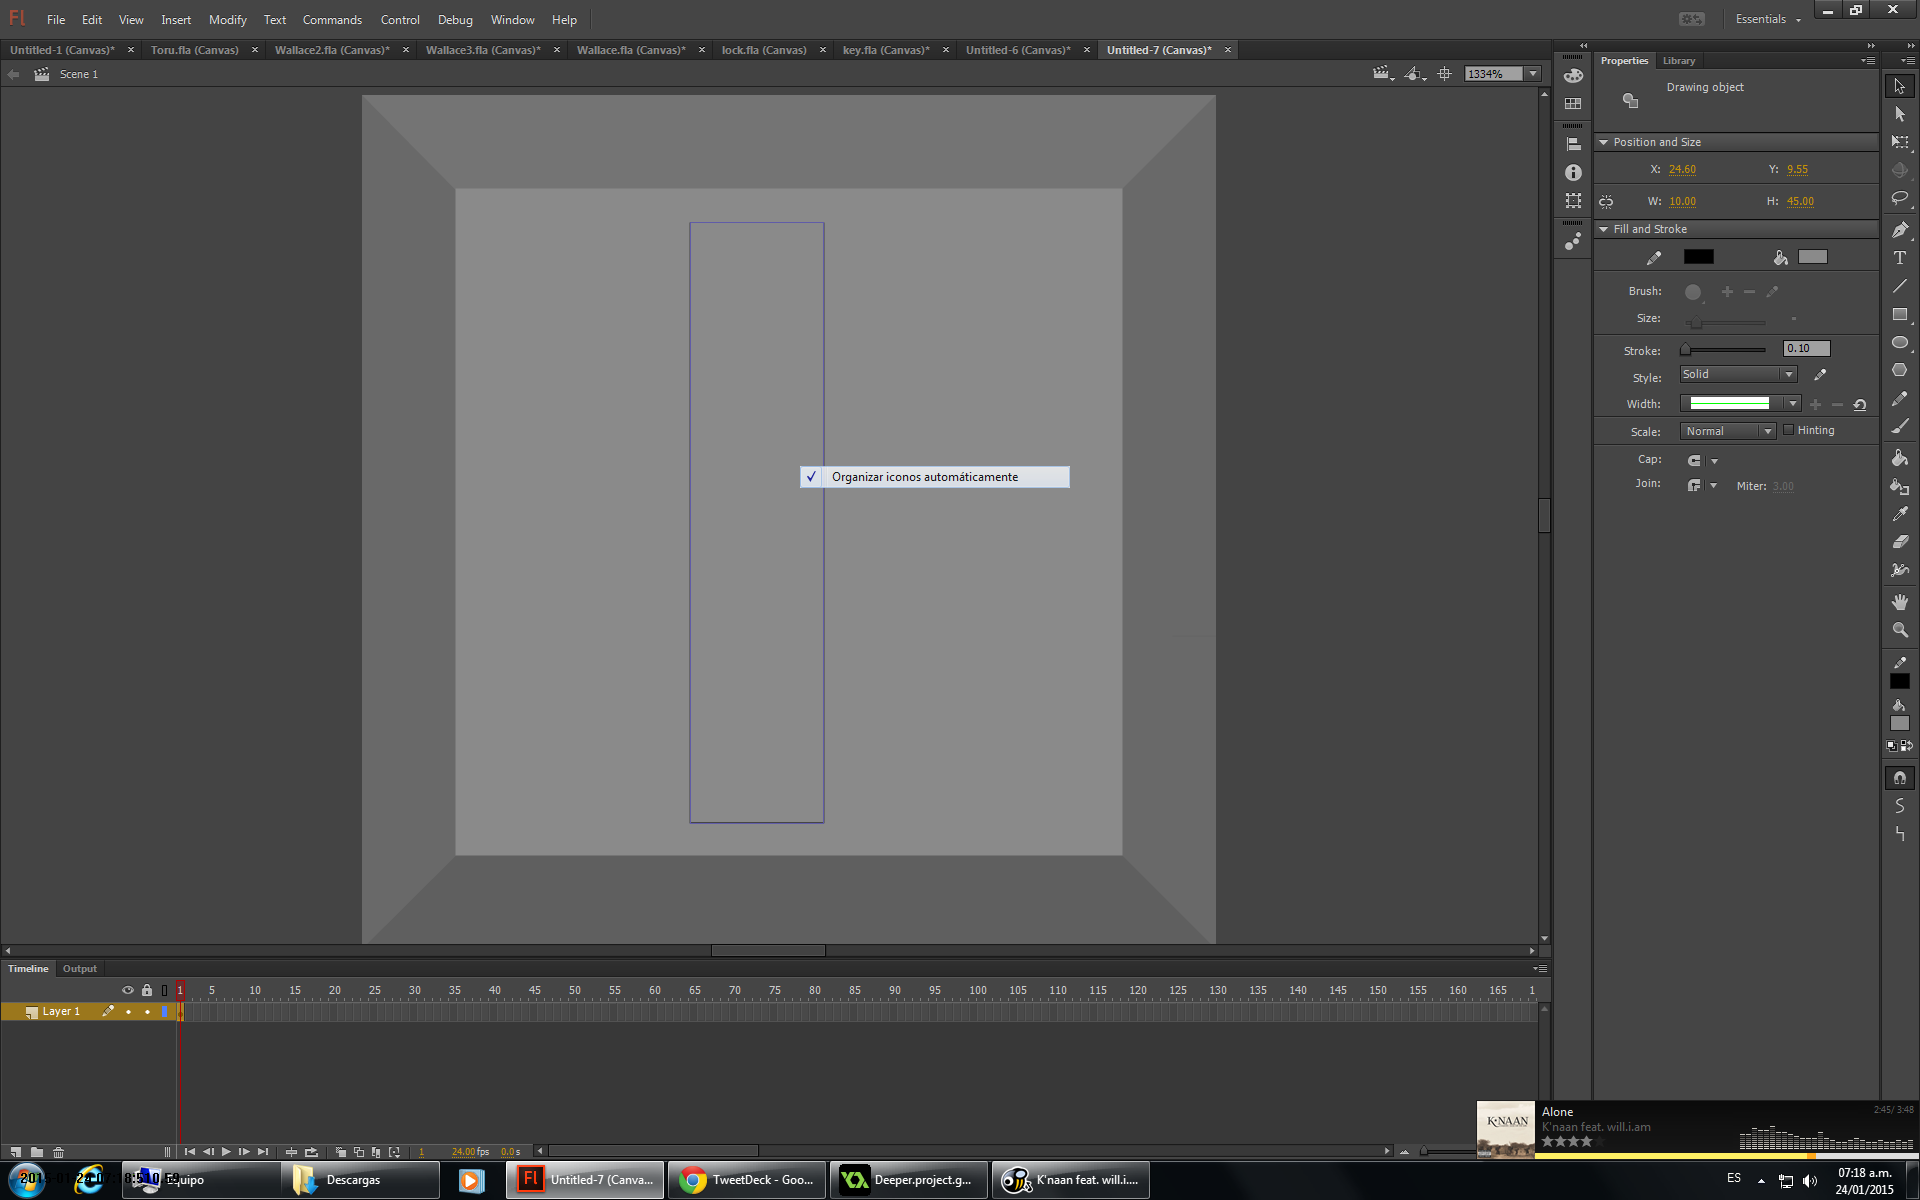 Fl File Edit View Insert Modify Text Commands Control Debug Window Help Essentials
Untitled-1 (Canvas)* Toru.fla (Canvas) Wallace2.fla (Canvas)* Wallace3.fla (Canvas)* Wallace.fla (Canvas)* lock.fla (Canvas) key.fla (Canvas)* Untitled-6 (Canvas)* Untitled-7 (Canvas)*
Scene 1 1334%
Properties Library
Drawing object
Position and Size
X: 24.60 Y: 9.55
W: 10.00 H: 45.00
Fill and Stroke
Brush:
Size:
Stroke: 0.10
Style: Solid
Width:
Scale: Normal Hinting
Cap:
Join: Miter: 3.00
Organizar iconos automáticamente
Timeline Output
1 5 10 15 20 25 30 35 40 45 50 55 60 65 70 75 80 85 90 95 100 105 110 115 120 125 130 135 140 145 150 155 160 165 1
Layer 1
1 24.00 fps 0.0 s
K'NAAN
Alone 2:45/ 3:48
K'naan feat. will.i.am
Equipo Descargas Fl Untitled-7 (Canva... TweetDeck - Goo... Deeper.project.g... K'naan feat. will.i....
ES 07:18 a.m.
24/01/2015